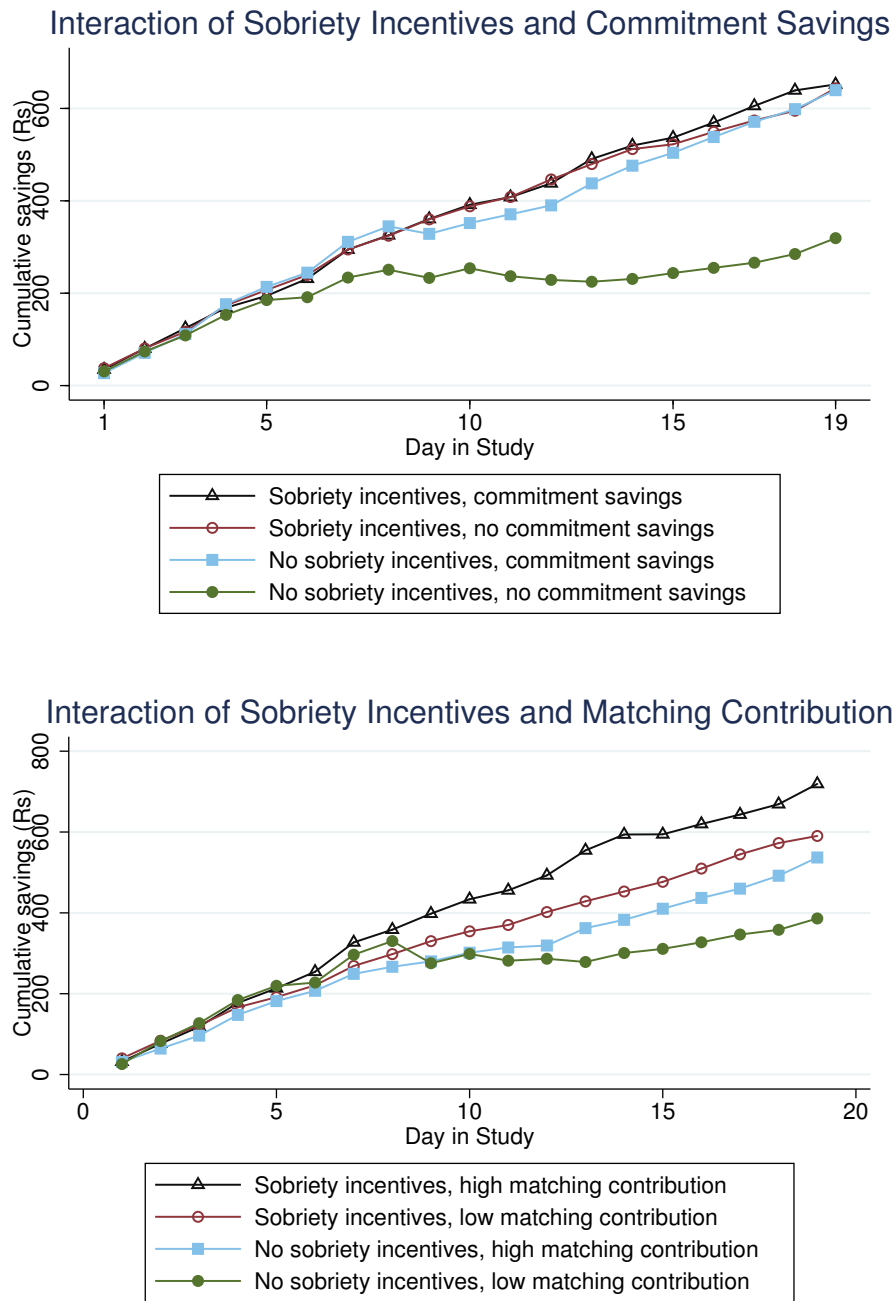 Interaction of Sobriety Incentives and Commitment Savings
Cumulative savings (Rs)
600
400
200
0
1 5 10 15 19
Day in Study
Sobriety incentives, commitment savings
Sobriety incentives, no commitment savings
No sobriety incentives, commitment savings
No sobriety incentives, no commitment savings
Interaction of Sobriety Incentives and Matching Contribution
Cumulative savings (Rs)
800
600
400
200
0
0 5 10 15 20
Day in Study
Sobriety incentives, high matching contribution
Sobriety incentives, low matching contribution
No sobriety incentives, high matching contribution
No sobriety incentives, low matching contribution